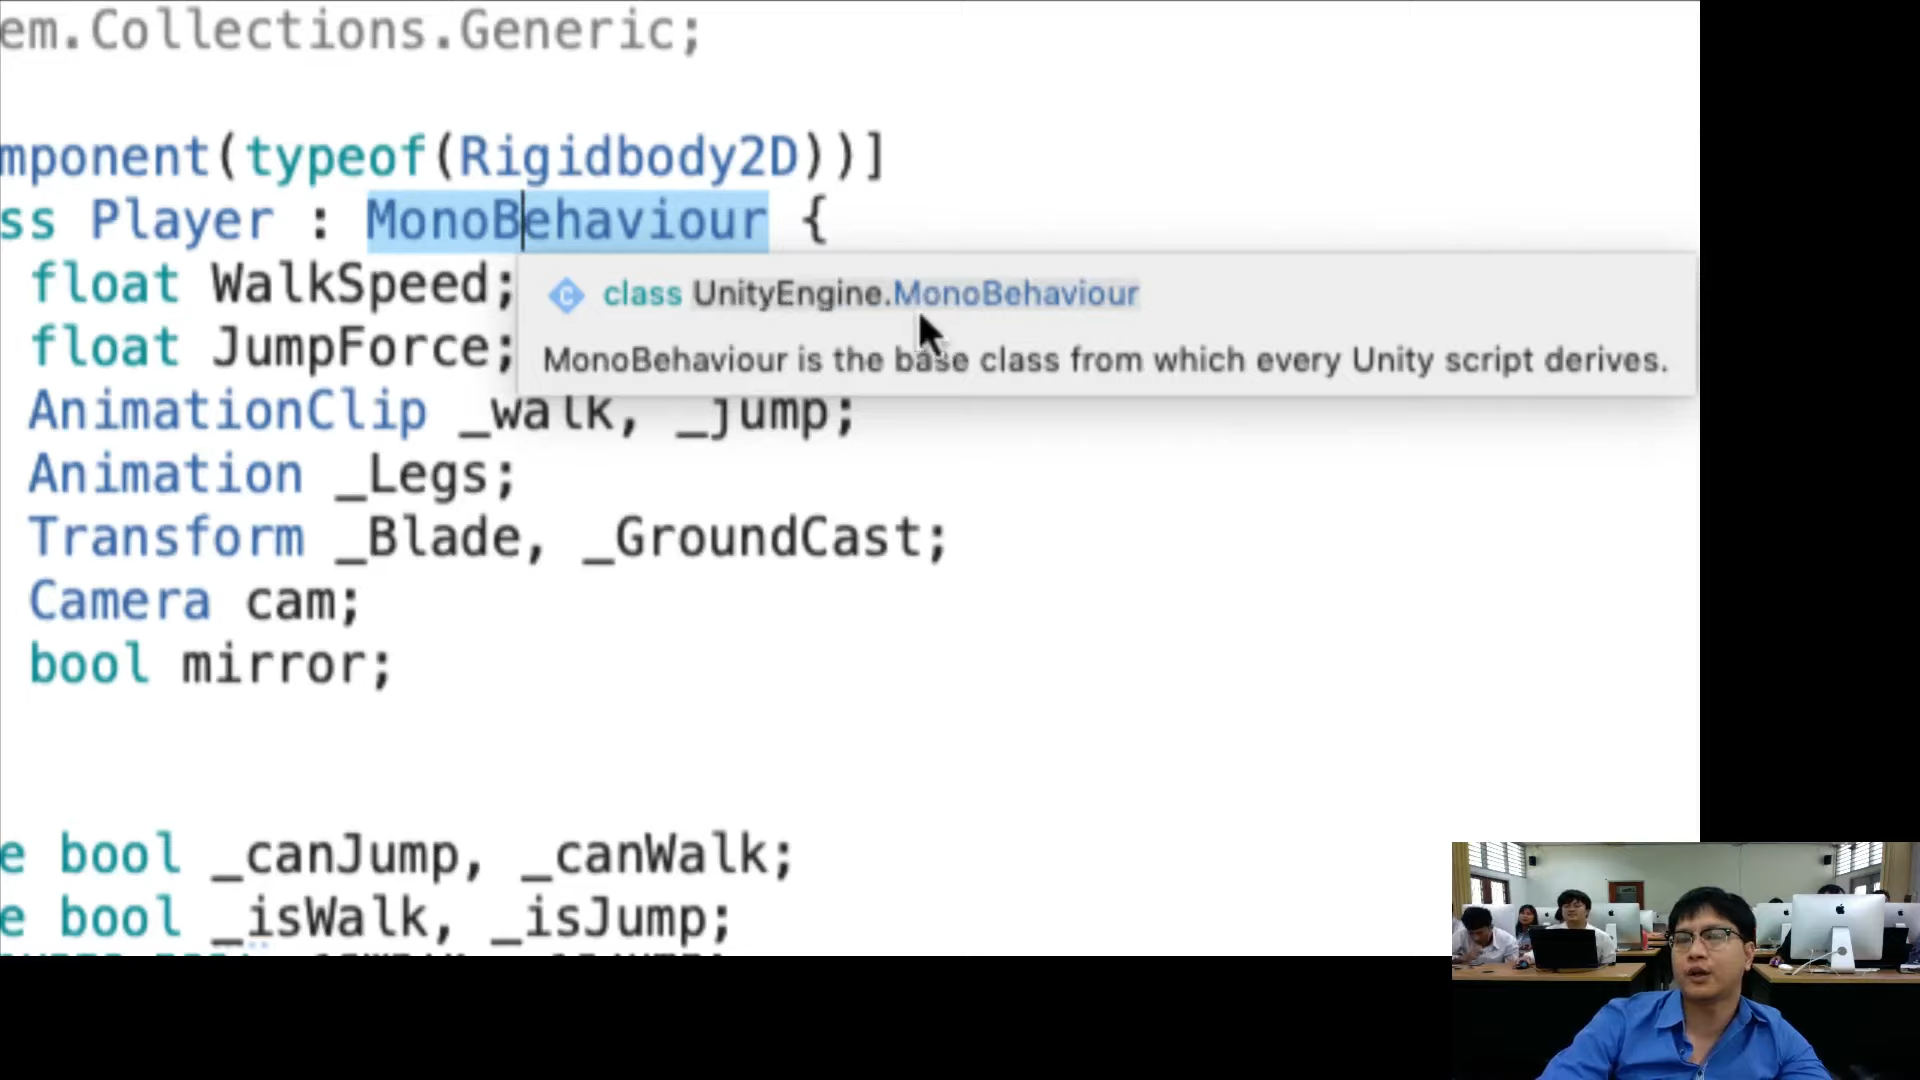 em.Collections.Generic;
mponent(typeof(Rigidbody2D))]
ss Player : MonoBehaviour {
float WalkSpeed;
class UnityEngine.MonoBehaviour
float JumpForce;
MonoBehaviour is the base class from which every Unity script derives.
AnimationClip _walk, _jump;
Animation _Legs;
Transform _Blade, _GroundCast;
Camera cam;
bool mirror;
e bool _canJump, _canWalk;
e bool _isWalk, _isJump;